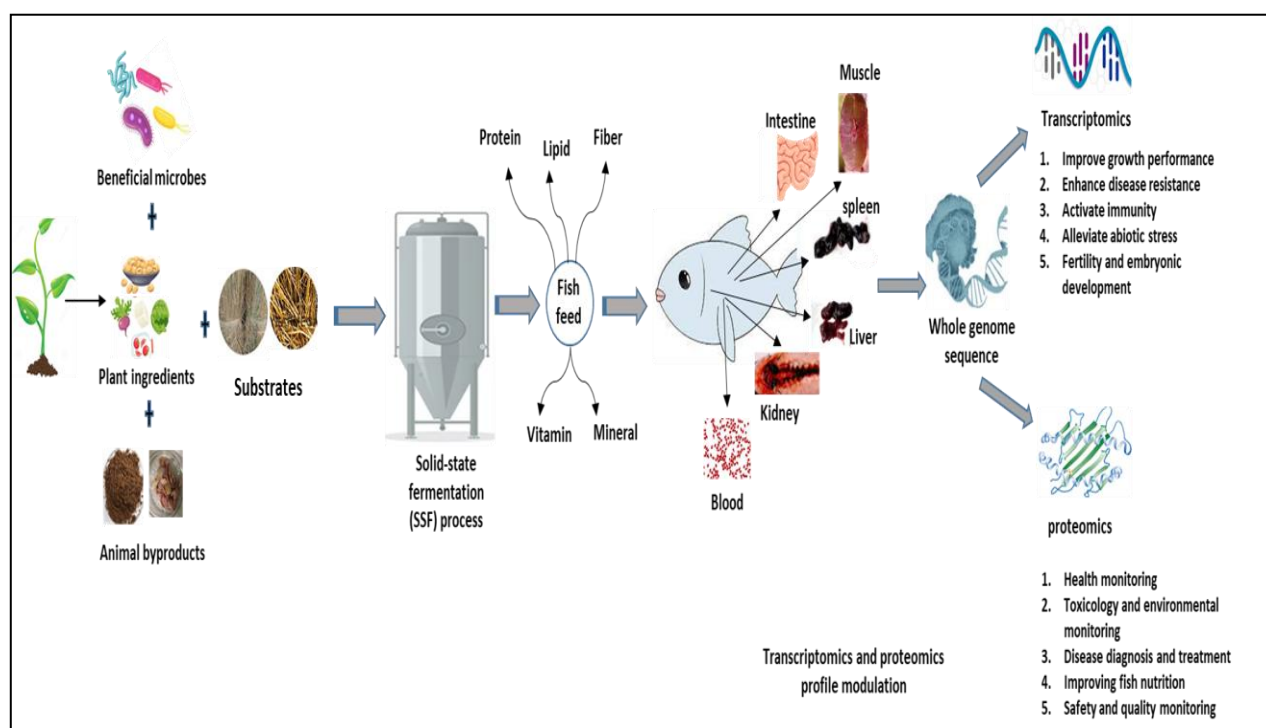 Beneficial microbes
Plant ingredients
Animal byproducts
Substrates
Solid-state
fermentation
(SSF) process
Protein
Lipid
Fiber
Fish
feed
Vitamin
Mineral
Intestine
Muscle
spleen
Liver
Kidney
Blood
Whole genome
sequence
Transcriptomics
1. Improve growth performance
2. Enhance disease resistance
3. Activate immunity
4. Alleviate abiotic stress
5. Fertility and embryonic
development
proteomics
1. Health monitoring
2. Toxicology and environmental
monitoring
3. Disease diagnosis and treatment
4. Improving fish nutrition
5. Safety and quality monitoring
Transcriptomics and proteomics
profile modulation